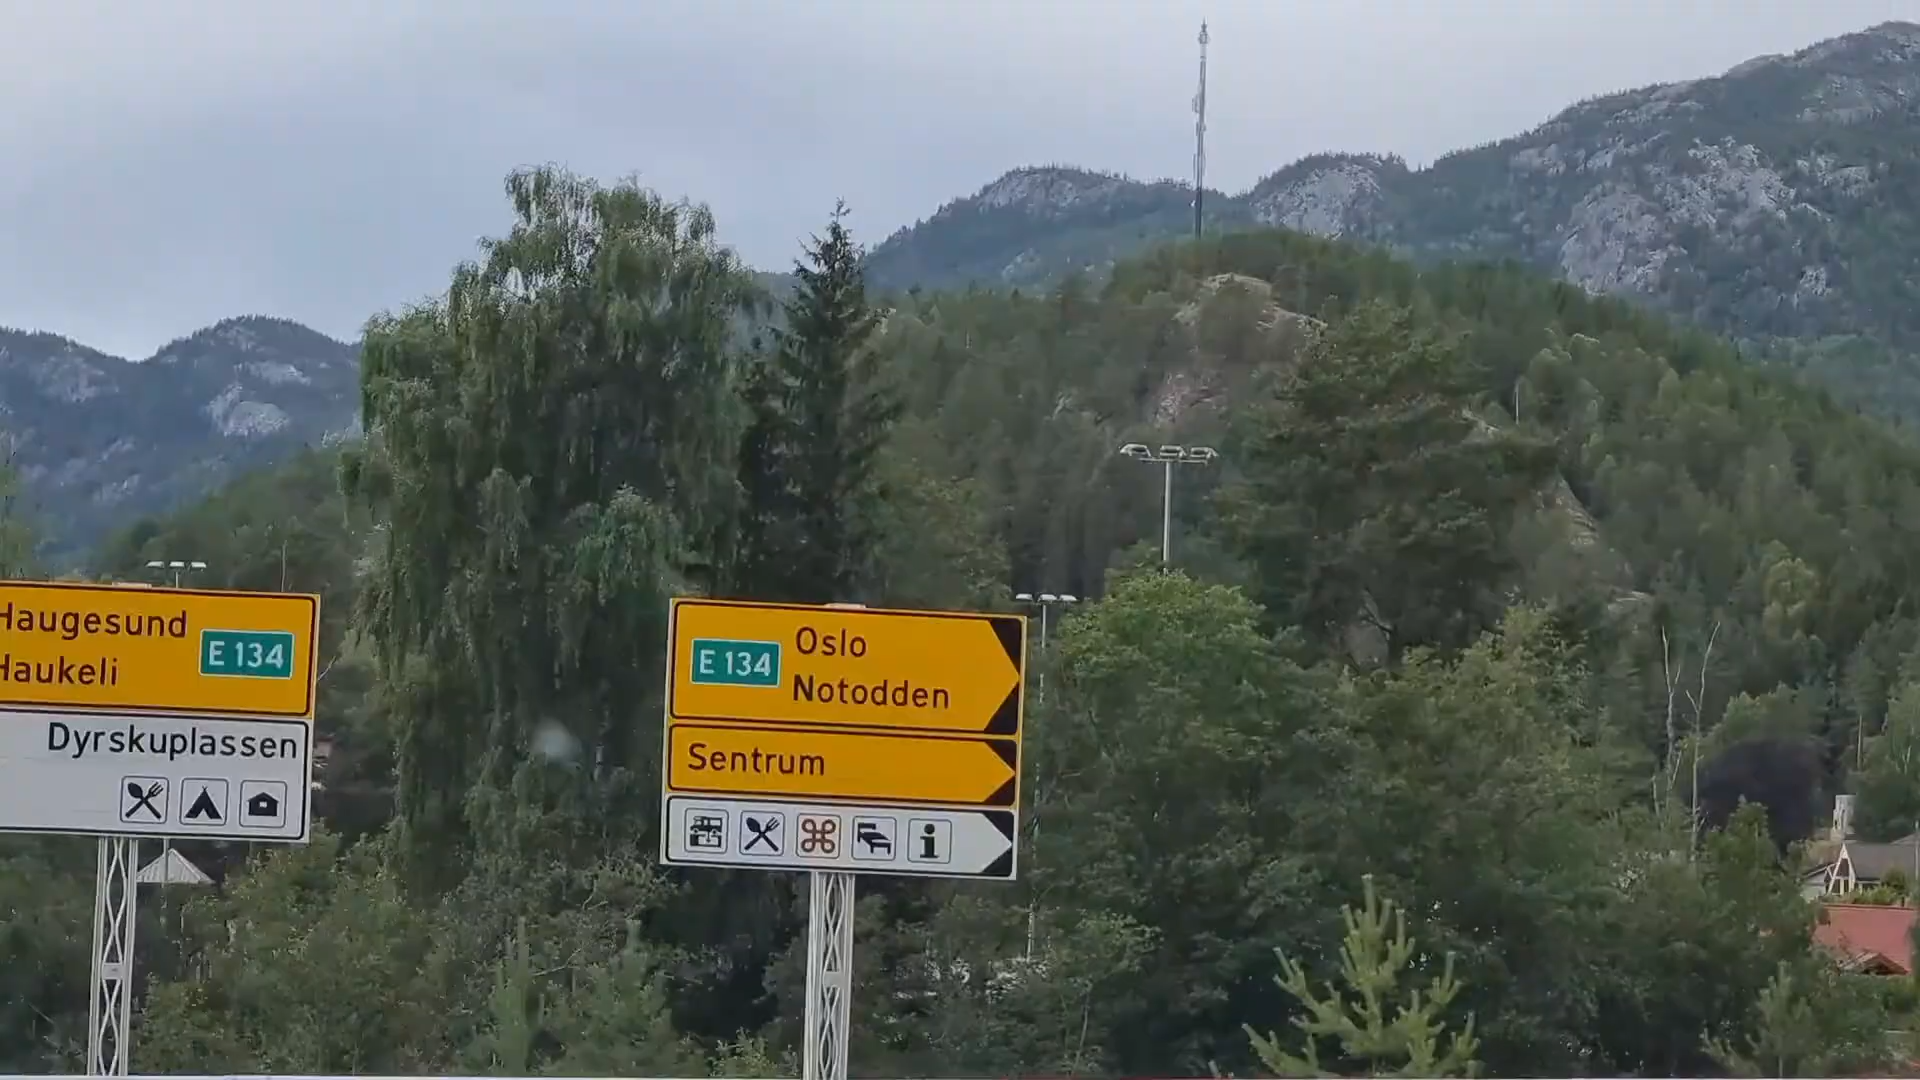 Haugesund
Haukeli
E 134
Dyrskuplassen
E 134
Oslo
Notodden
Sentrum